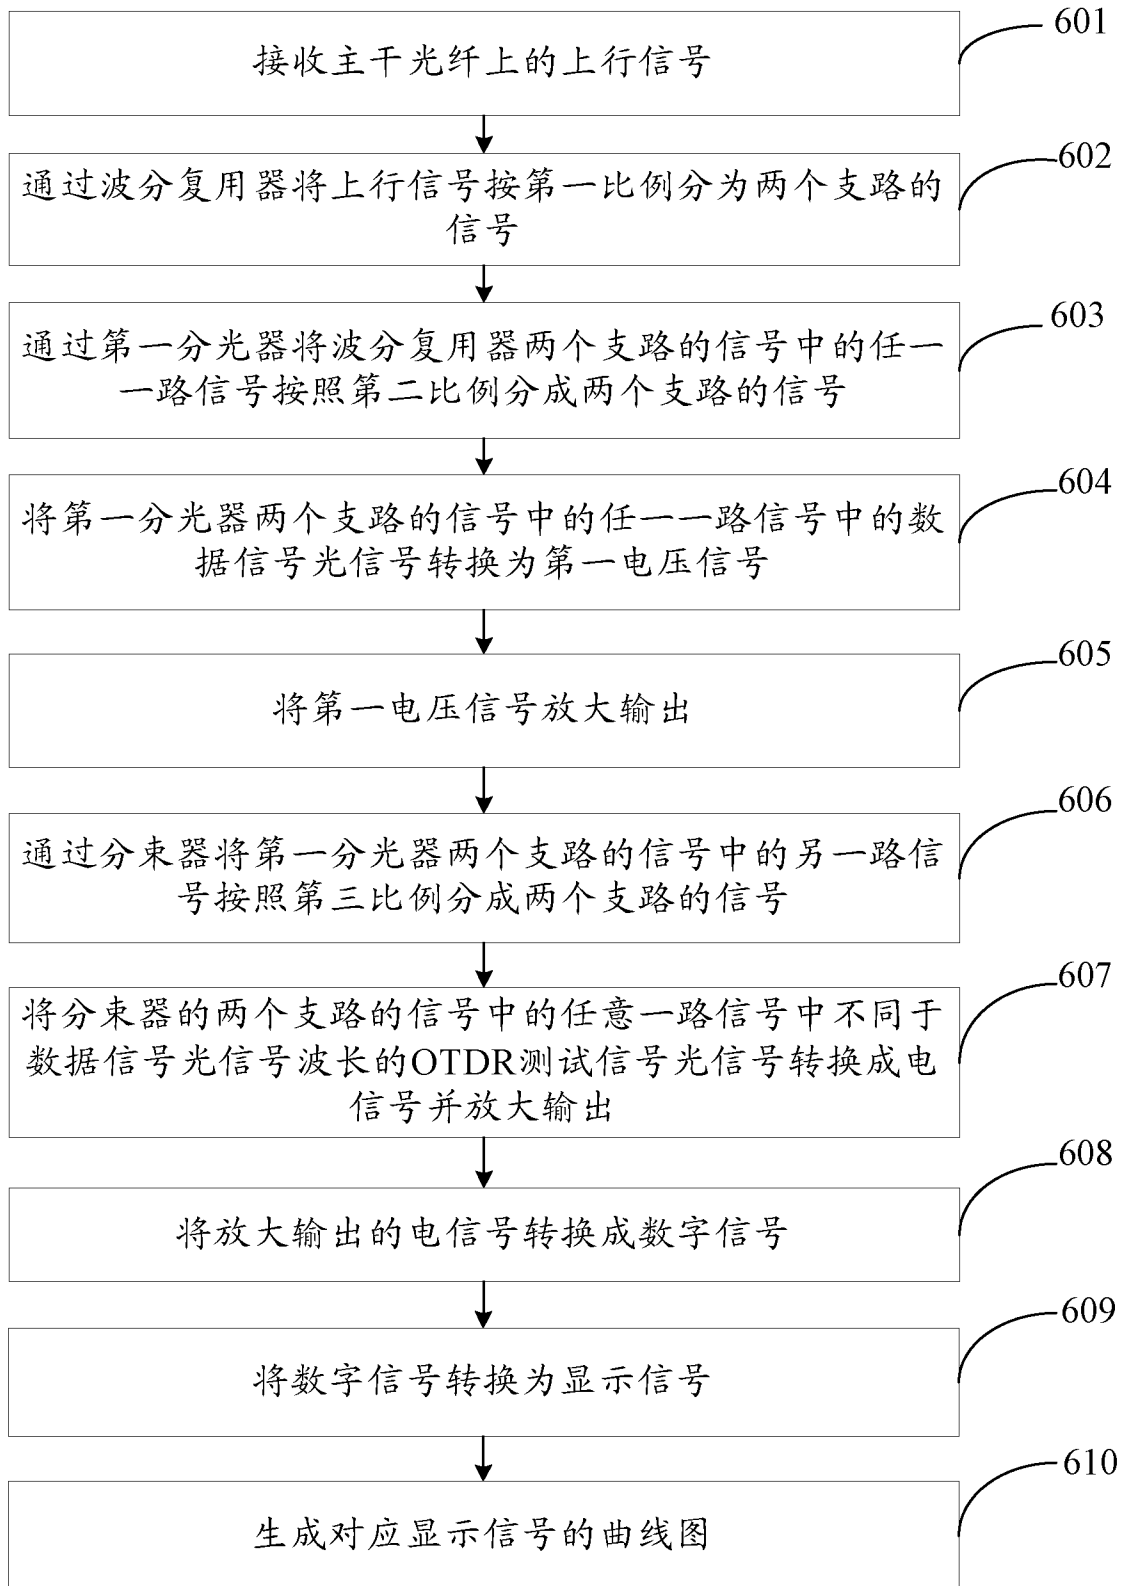 601
接收主干光纤上的上行信号
602
通过波分复用器将上行信号按第一比例分为两个支路的
信号
603
通过第一分光器将波分复用器两个支路的信号中的任一
一路信号按照第二比例分成两个支路的信号
604
将第一分光器两个支路的信号中的任一一路信号中的数
据信号光信号转换为第一电压信号
605
将第一电压信号放大输出
606
通过分束器将第一分光器两个支路的信号中的另一路信
号按照第三比例分成两个支路的信号
607
将分束器的两个支路的信号中的任意一路信号中不同于
数据信号光信号波长的OTDR测试信号光信号转换成电
信号并放大输出
608
将放大输出的电信号转换成数字信号
609
将数字信号转换为显示信号
610
生成对应显示信号的曲线图